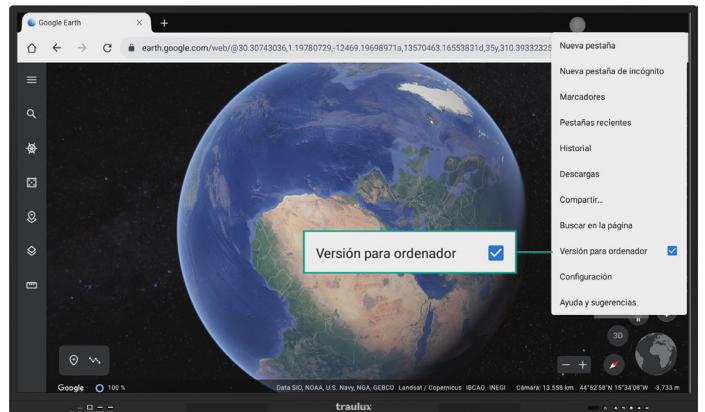 Google Earth
earth.google.com/web/@30.30743036,1.19780729,-12469.19698971a,13570463.16553831d,35y,310.39332325
Nueva pestaña
Nueva pestaña de incógnito
Marcadores
Pestañas recientes
Historial
Descargas
Compartir...
Buscar en la página
Versión para ordenador
Versión para ordenador
Configuración
Ayuda y sugerencias
3D
Google
100 %
Data SIO, NOAA, U.S. Navy, NGA, GEBCO Landsat / Copernicus IBCAO INEGI Cámara: 13.558 km 44°52'58"N 15°34'08"W -3.733 m
traulux